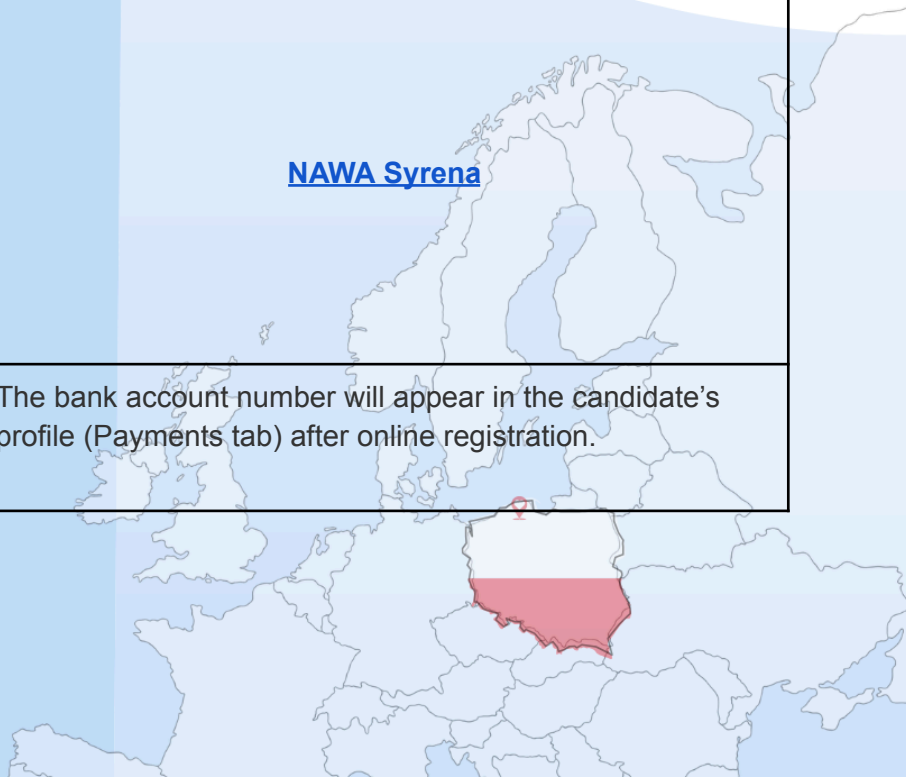 NAWA Syrena
The bank account number will appear in the candidate's
profile (Payments tab) after online registration.